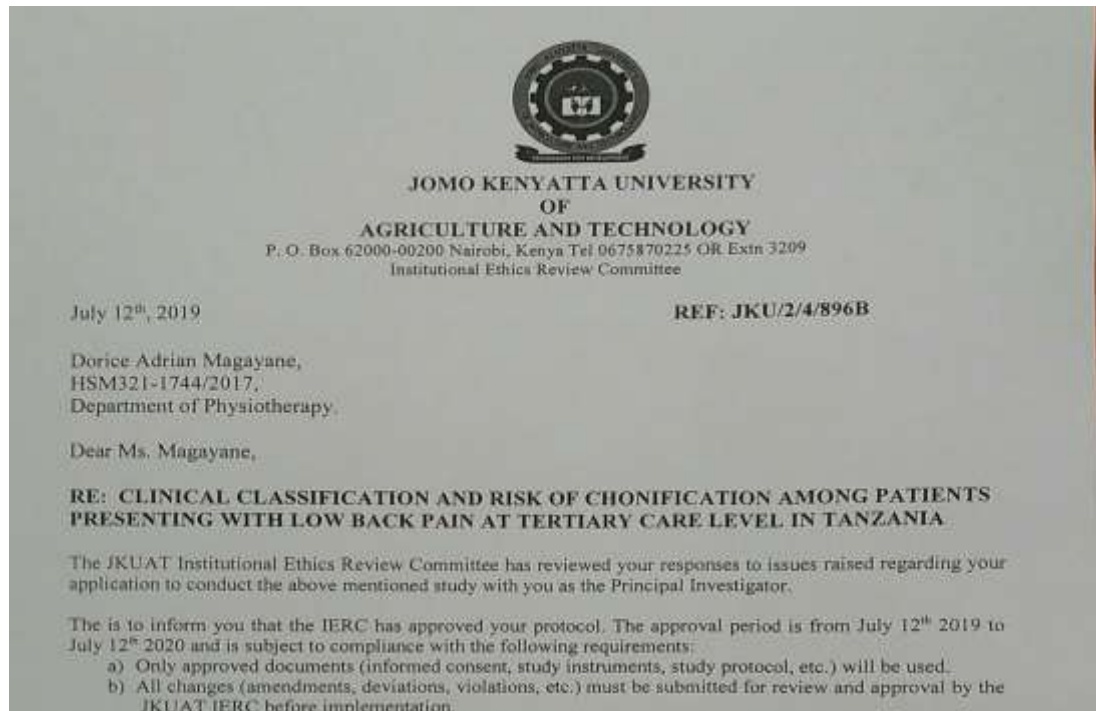 JOMO KENYATTA UNIVERSITY
OF
AGRICULTURE AND TECHNOLOGY
P. O. Box 62000-00200 Nairobi, Kenya Tel 0675870225 OR Extn 3209
Institutional Ethics Review Committee
July 12th, 2019 REF: JKU/2/4/896B
Dorice Adrian Magayane,
HSM321-1744/2017,
Department of Physiotherapy.
Dear Ms. Magayane,
RE: CLINICAL CLASSIFICATION AND RISK OF CHONIFICATION AMONG PATIENTS
PRESENTING WITH LOW BACK PAIN AT TERTIARY CARE LEVEL IN TANZANIA
The JKUAT Institutional Ethics Review Committee has reviewed your responses to issues raised regarding your
application to conduct the above mentioned study with you as the Principal Investigator.
The is to inform you that the IERC has approved your protocol. The approval period is from July 12th 2019 to
July 12th 2020 and is subject to compliance with the following requirements:
a) Only approved documents (informed consent, study instruments, study protocol, etc.) will be used.
b) All changes (amendments, deviations, violations, etc.) must be submitted for review and approval by the
JKUAT IERC before implementation